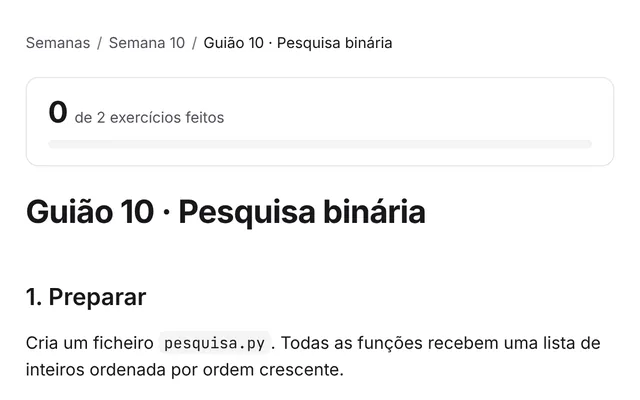 Semanas / Semana 10 / Guião 10 · Pesquisa binária
0 de 2 exercícios feitos
Guião 10 · Pesquisa binária
1. Preparar
Cria um ficheiro pesquisa.py. Todas as funções recebem uma lista de
inteiros ordenada por ordem crescente.